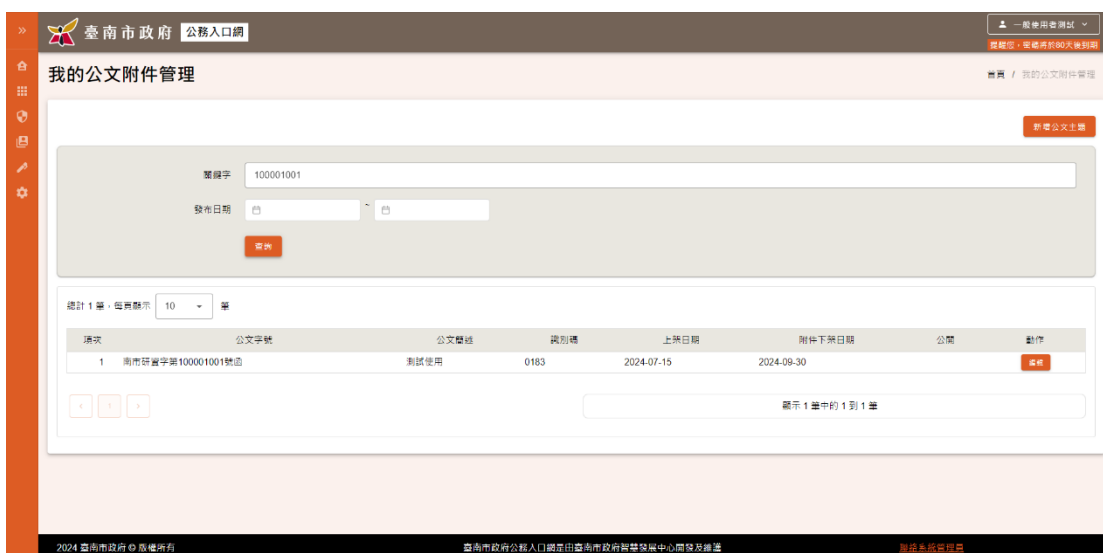 臺南市政府 公務入口網
一般使用者測試
提醒您，密碼將於80天後到期
我的公文附件管理
首頁 / 我的公文附件管理
新增公文主題
關鍵字 100001001
發布日期 ~
查詢
總計 1 筆，每頁顯示 10 筆
項次 公文字號 公文簡述 識別碼 上架日期 附件下架日期 公開 動作
1 南市研習字第100001001號函 測試使用 0183 2024-07-15 2024-09-30 編輯
‹ 1 ›
顯示 1 筆中的 1 到 1 筆
2024 臺南市政府 © 版權所有 臺南市政府公務入口網是由臺南市政府智慧發展中心開發及維護 聯絡系統管理員